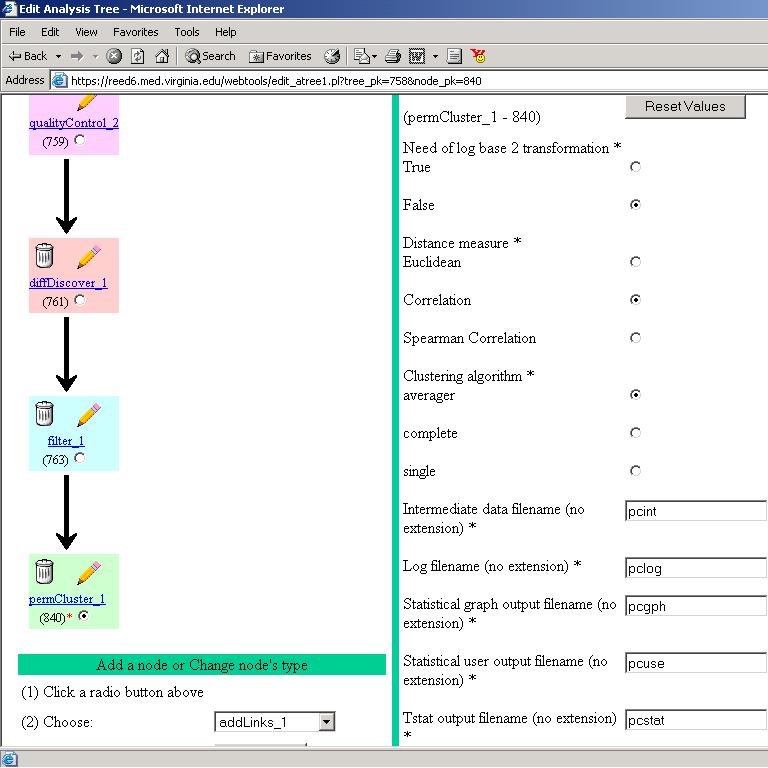 Edit Analysis Tree - Microsoft Internet Explorer
File Edit View Favorites Tools Help
Back Search Favorites
Address https://reed6.med.virginia.edu/webtools/edit_atree1.pl?tree_pk=758&node_pk=840
qualityControl_2
(759)
diffDiscover_1
(761)
filter_1
(763)
permCluster_1
(840)*
Add a node or Change node's type
(1) Click a radio button above
(2) Choose: addLinks_1
(permCluster_1 - 840) Reset Values
Need of log base 2 transformation *
True
False
Distance measure *
Euclidean
Correlation
Spearman Correlation
Clustering algorithm *
averager
complete
single
Intermediate data filename (no pcint
extension) *
Log filename (no extension) * pclog
Statistical graph output filename (no pcgph
extension) *
Statistical user output filename (no pcuse
extension) *
Tstat output filename (no extension) pcstat
*